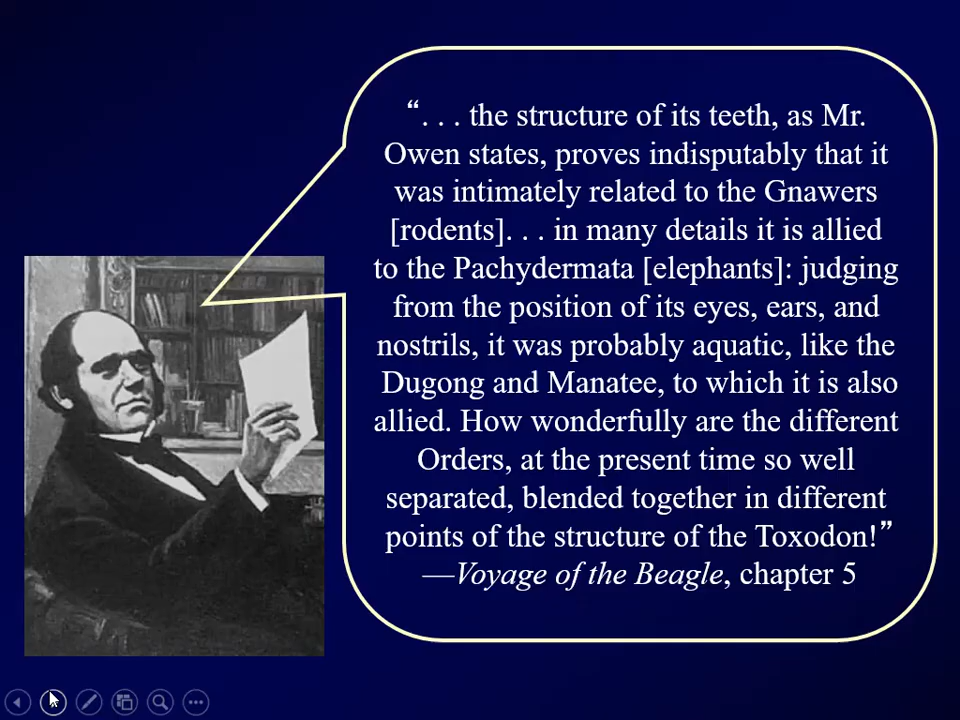 “. . . the structure of its teeth, as Mr.
Owen states, proves indisputably that it
was intimately related to the Gnawers
[rodents]. . . in many details it is allied
to the Pachydermata [elephants]: judging
from the position of its eyes, ears, and
nostrils, it was probably aquatic, like the
Dugong and Manatee, to which it is also
allied. How wonderfully are the different
Orders, at the present time so well
separated, blended together in different
points of the structure of the Toxodon!”
—Voyage of the Beagle, chapter 5